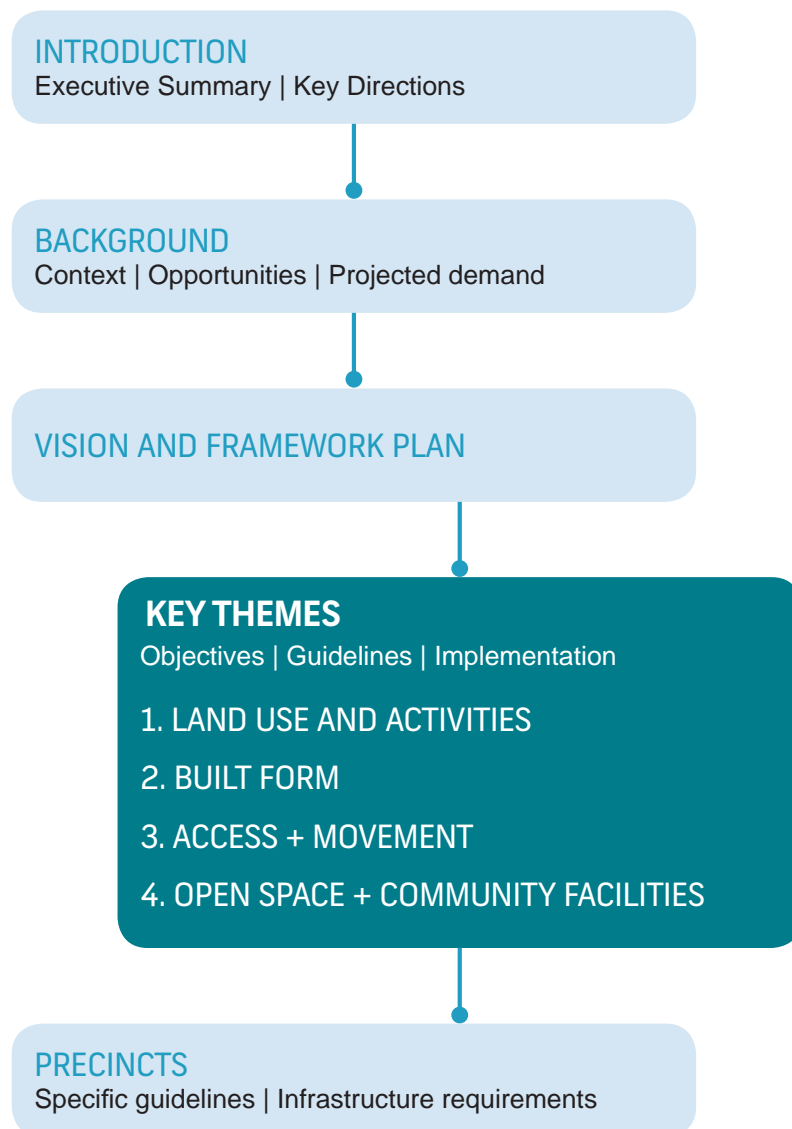 INTRODUCTION
Executive Summary | Key Directions
BACKGROUND
Context | Opportunities | Projected demand
VISION AND FRAMEWORK PLAN
KEY THEMES
Objectives | Guidelines | Implementation
1. LAND USE AND ACTIVITIES
2. BUILT FORM
3. ACCESS + MOVEMENT
4. OPEN SPACE + COMMUNITY FACILITIES
PRECINCTS
Specific guidelines | Infrastructure requirements